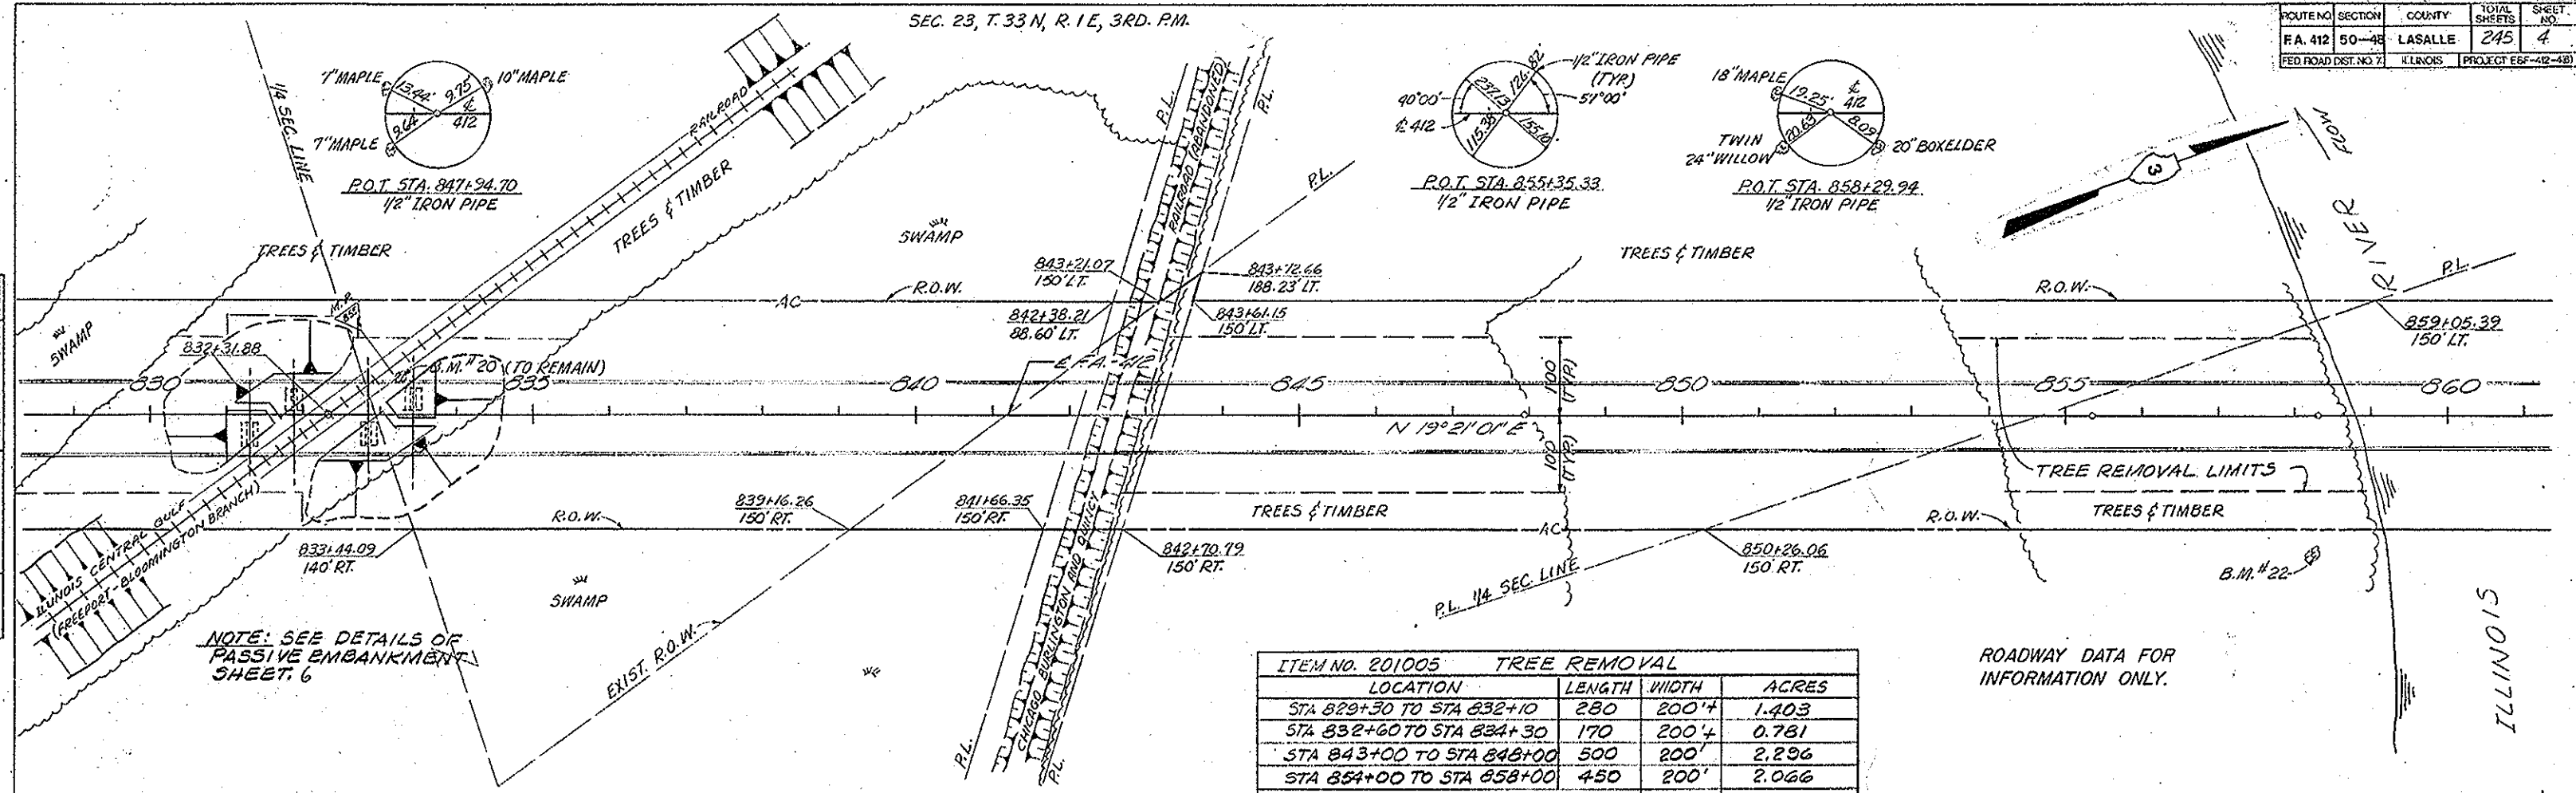 SEC. 23, T. 33 N, R. 1 E, 3RD. P.M.
ROUTE NO. SECTION COUNTY TOTAL SHEETS SHEET NO.
F.A. 412 50-4B LASALLE 245 4
FED. ROAD DIST. NO. 7 ILLINOIS PROJECT EBF-412-4(8)
7" MAPLE
10" MAPLE
13.44'
9.75'
9.64'
℄
412
7" MAPLE
P.O.T. STA. 847+94.70
1/2" IRON PIPE
1/4 SEC. LINE
RAILROAD
TREES & TIMBER
TREES & TIMBER
SWAMP
SWAMP
P.L.
RAILROAD (ABANDONED)
P.L.
P.L.
1/2" IRON PIPE
(TYP.)
90°00'
57°00'
℄ 412
237.13
126.82'
115.38'
155.10
P.O.T. STA. 855+35.33
1/2" IRON PIPE
18" MAPLE
19.25'
℄
412
20.63'
8.09'
TWIN
24" WILLOW
20" BOXELDER
P.O.T. STA. 858+29.94
1/2" IRON PIPE
3
FLOW
RIVER
TREES & TIMBER
843+21.07
150' LT.
843+72.66
188.23' LT.
842+38.21
88.60' LT.
843+61.15
150' LT.
R.O.W.
AC
R.O.W.
P.L.
859+05.39
150' LT.
832+31.88
B.M. #20 (TO REMAIN)
℄ F.A. 412
830
835
840
845
850
855
860
N 19° 21' 01" E
100'
(TYP.)
100'
(TYP.)
TREE REMOVAL LIMITS
TREES & TIMBER
TREES & TIMBER
R.O.W.
R.O.W.
AC
839+16.26
150' RT.
841+66.35
150' RT.
833+44.09
140' RT.
842+70.79
150' RT.
850+26.06
150' RT.
P.L. 1/4 SEC. LINE
B.M. #22
ILLINOIS CENTRAL GULF
(FREEPORT-BLOOMINGTON BRANCH)
SWAMP
EXIST. R.O.W.
CHICAGO BURLINGTON AND QUINCY
P.L.
P.L.
NOTE: SEE DETAILS OF
PASSIVE EMBANKMENT
SHEET 6
ITEM NO. 201005 TREE REMOVAL
LOCATION LENGTH WIDTH ACRES
STA 829+30 TO STA 832+10 280 200'± 1.403
STA 832+60 TO STA 834+30 170 200'± 0.781
STA 843+00 TO STA 848+00 500 200' 2.296
STA 854+00 TO STA 858+00 450 200' 2.066
ROADWAY DATA FOR
INFORMATION ONLY.
ILLINOIS